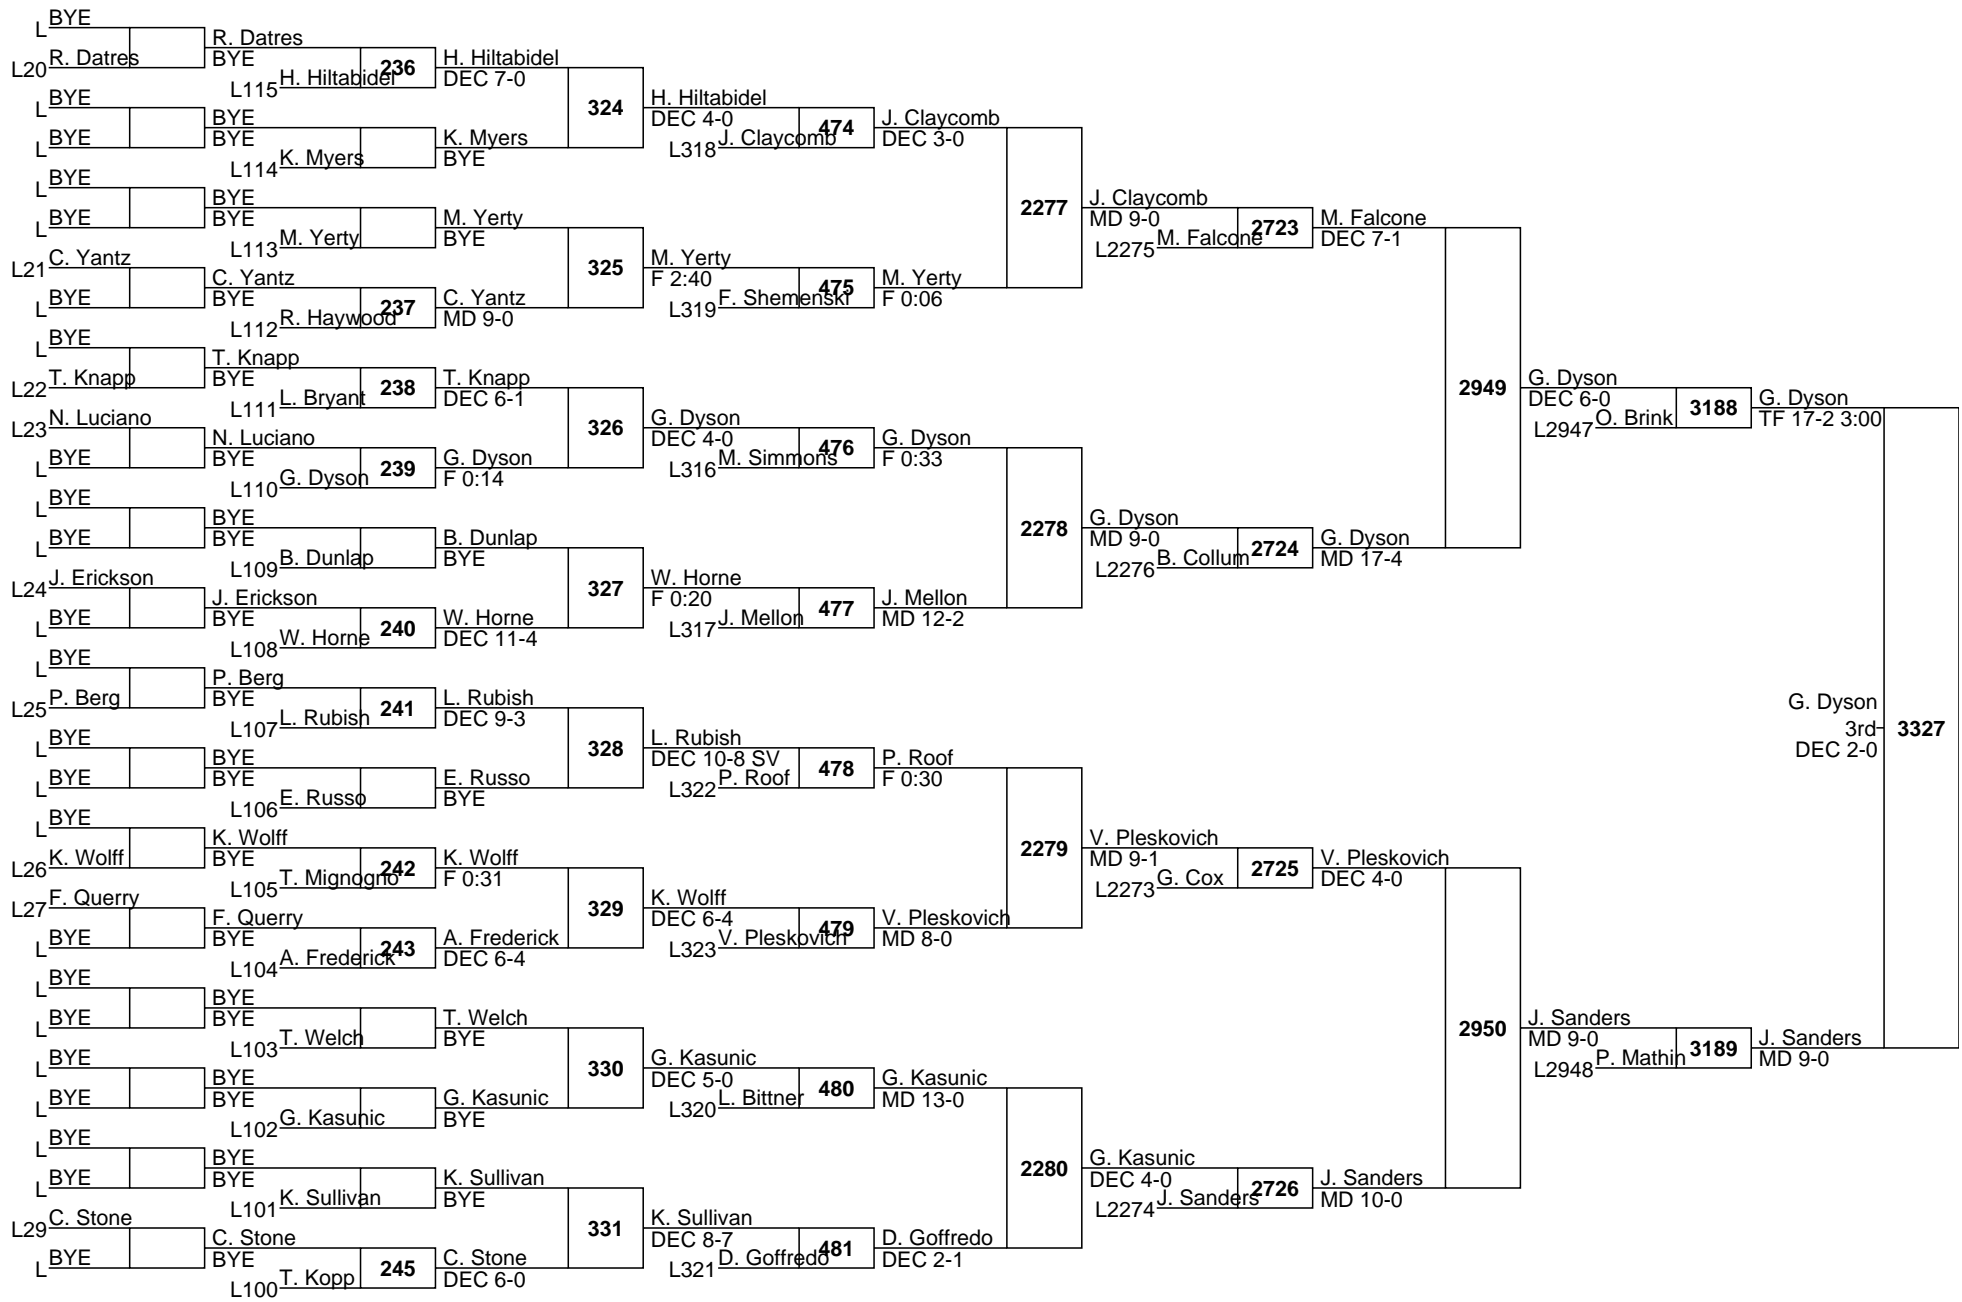 BYE
L
R. Datres
R. Datres
BYE
236
H. Hiltabidel
L20
H. Hiltabidel
DEC 7-0
L115
BYE
H. Hiltabidel
L
324
DEC 4-0
474
J. Claycomb
BYE
BYE
K. Myers
J. Claycomb
DEC 3-0
L
BYE
K. Myers
BYE
L318
L114
BYE
L
BYE
J. Claycomb
BYE
BYE
M. Yerty
2277
MD 9-0
2723
M. Falcone
L
M. Yerty
BYE
M. Falcone
DEC 7-1
L113
L2275
C. Yantz
M. Yerty
L21
C. Yantz
325
F 2:40
475
M. Yerty
BYE
BYE
237
C. Yantz
F. Shemenski
F 0:06
L
R. Haywood
MD 9-0
L319
L112
BYE
L
T. Knapp
T. Knapp
BYE
238
T. Knapp
G. Dyson
L22
L. Bryant
DEC 6-1
2949
DEC 6-0
3188
G. Dyson
L111
O. Brink
TF 17-2 3:00
N. Luciano
G. Dyson
L2947
L23
N. Luciano
326
DEC 4-0
476
G. Dyson
BYE
BYE
239
G. Dyson
M. Simmons
F 0:33
L
G. Dyson
F 0:14
L316
L110
BYE
L
BYE
G. Dyson
BYE
BYE
B. Dunlap
2278
MD 9-0
2724
G. Dyson
L
B. Dunlap
BYE
B. Collum
MD 17-4
L109
L2276
J. Erickson
W. Horne
L24
J. Erickson
327
F 0:20
477
J. Mellon
BYE
BYE
240
W. Horne
J. Mellon
MD 12-2
L
W. Horne
DEC 11-4
L317
L108
BYE
L
P. Berg
P. Berg
BYE
241
L. Rubish
G. Dyson
L25
L. Rubish
DEC 9-3
3rd
3327
L107
DEC 2-0
BYE
L. Rubish
L
328
DEC 10-8 SV
478
P. Roof
BYE
BYE
E. Russo
P. Roof
F 0:30
L
BYE
E. Russo
BYE
L322
L106
BYE
L
K. Wolff
V. Pleskovich
K. Wolff
BYE
242
K. Wolff
2279
MD 9-1
2725
V. Pleskovich
L26
T. Mignogno
F 0:31
G. Cox
DEC 4-0
L105
L2273
F. Querry
K. Wolff
L27
F. Querry
329
DEC 6-4
479
V. Pleskovich
BYE
BYE
243
A. Frederick
V. Pleskovich
MD 8-0
L
A. Frederick
DEC 6-4
L323
L104
BYE
L
BYE
BYE
BYE
T. Welch
J. Sanders
L
T. Welch
BYE
2950
MD 9-0
3189
J. Sanders
L103
P. Mathin
MD 9-0
BYE
G. Kasunic
L2948
L
330
DEC 5-0
480
G. Kasunic
BYE
BYE
G. Kasunic
L. Bittner
MD 13-0
L
BYE
G. Kasunic
BYE
L320
L102
BYE
L
BYE
G. Kasunic
BYE
BYE
K. Sullivan
2280
DEC 4-0
2726
J. Sanders
L
K. Sullivan
BYE
J. Sanders
MD 10-0
L101
L2274
C. Stone
K. Sullivan
L29
C. Stone
331
DEC 8-7
481
D. Goffredo
BYE
BYE
245
C. Stone
D. Goffredo
DEC 2-1
L
T. Kopp
DEC 6-0
L321
L100